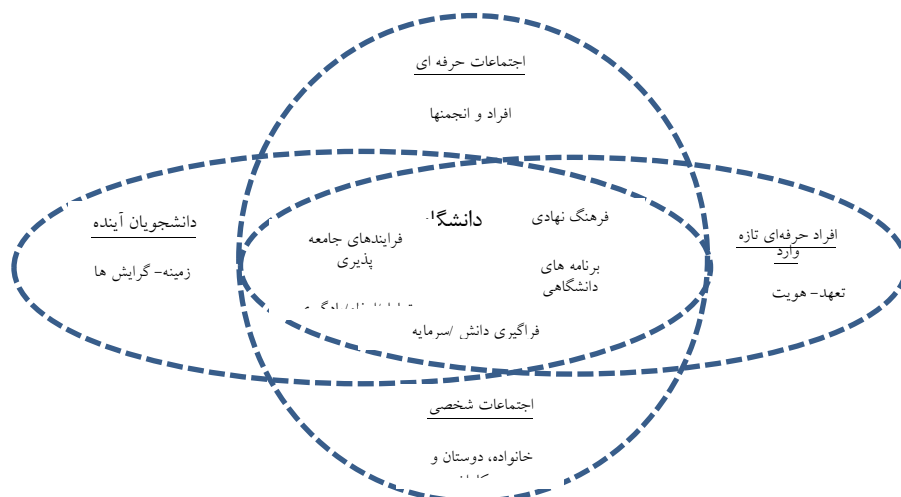 اجتماعات حرفه ای
افراد و انجمنها
دانشجویان آینده
زمینه- گرایش ها
فرهنگ نهادی
فرایندهای جامعه
پذیری
برنامه های
دانشگاهی
فراگیری دانش /سرمایه
افراد حرفه‌ای تازه
وارد
تعهد- هویت
اجتماعات شخصی
خانواده، دوستان و